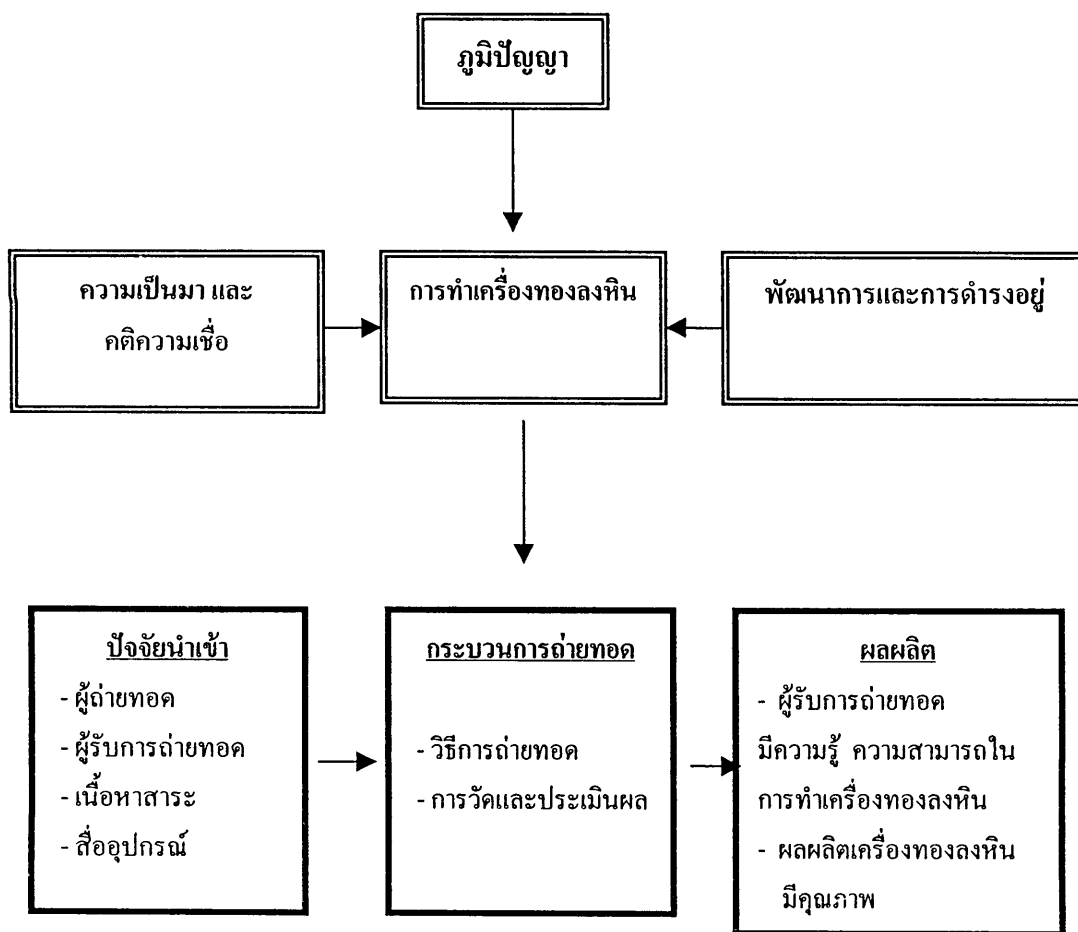 ภูมิปัญญา
ความเป็นมา และ
คติความเชื่อ
การทำเครื่องทองลงหิน
พัฒนาการและการดำรงอยู่
ปัจจัยนำเข้า
- ผู้ถ่ายทอด
- ผู้รับการถ่ายทอด
- เนื้อหาสาระ
- สื่ออุปกรณ์
กระบวนการถ่ายทอด
- วิธีการถ่ายทอด
- การวัดและประเมินผล
ผลผลิต
- ผู้รับการถ่ายทอด
มีความรู้ ความสามารถใน
การทำเครื่องทองลงหิน
- ผลผลิตเครื่องทองลงหิน
มีคุณภาพ